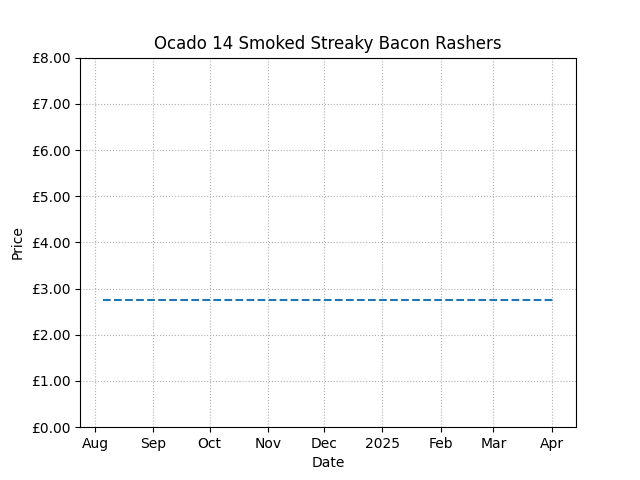 Ocado 14 Smoked Streaky Bacon Rashers
£8.00
£7.00
£6.00
£5.00
£4.00
£3.00
£2.00
£1.00
£0.00
Price
Aug Sep Oct Nov Dec 2025 Feb Mar Apr
Date